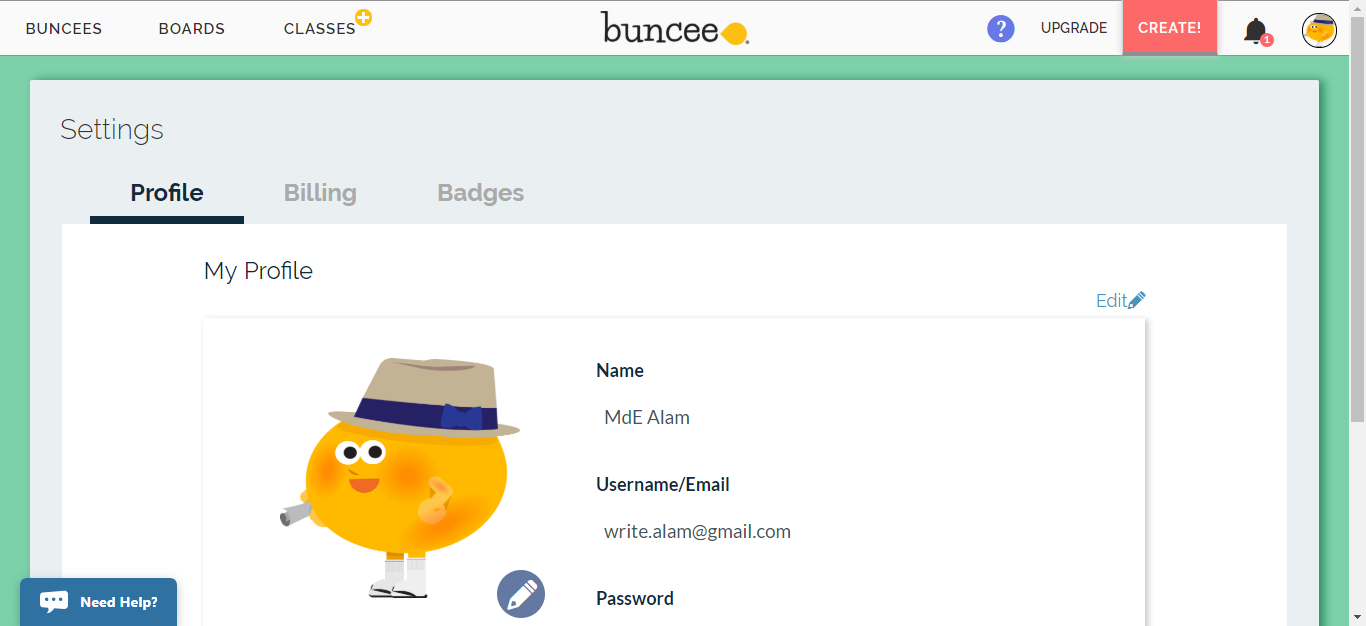 BUNCEES BOARDS CLASSES buncee ? UPGRADE CREATE! 1
Settings
Profile Billing Badges
My Profile
Edit
Name
MdE Alam
Username/Email
write.alam@gmail.com
Password
Need Help?